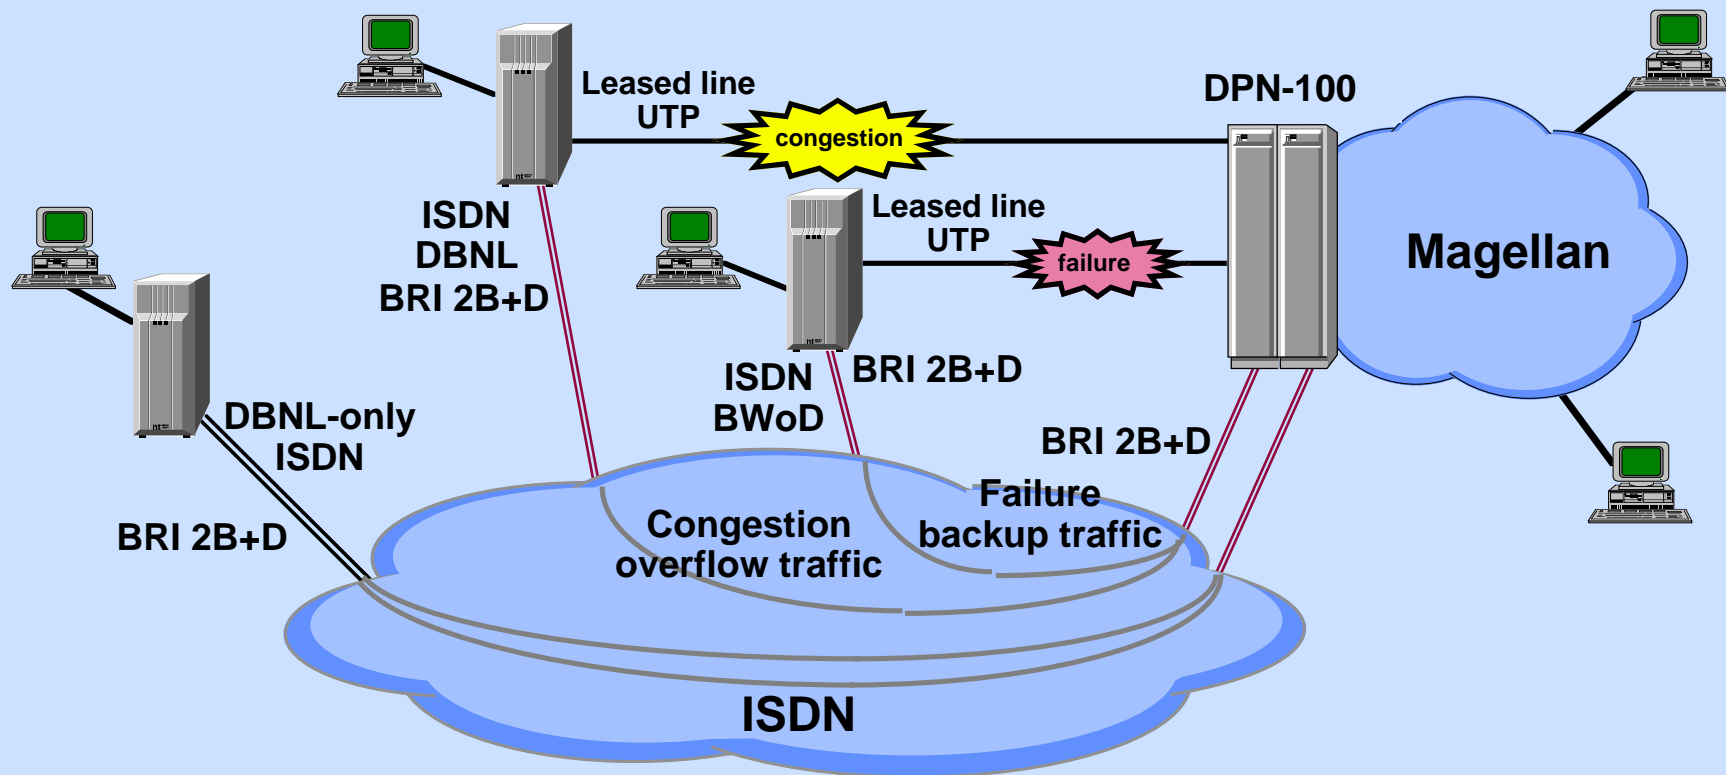 DPN-100
Leased line
UTP
congestion
ISDN
DBNL
BRI 2B+D
Leased line
UTP
failure
Magellan
ISDN
BWoD
BRI 2B+D
DBNL-only
ISDN
BRI 2B+D
BRI 2B+D
Congestion
overflow traffic
Failure
backup traffic
ISDN